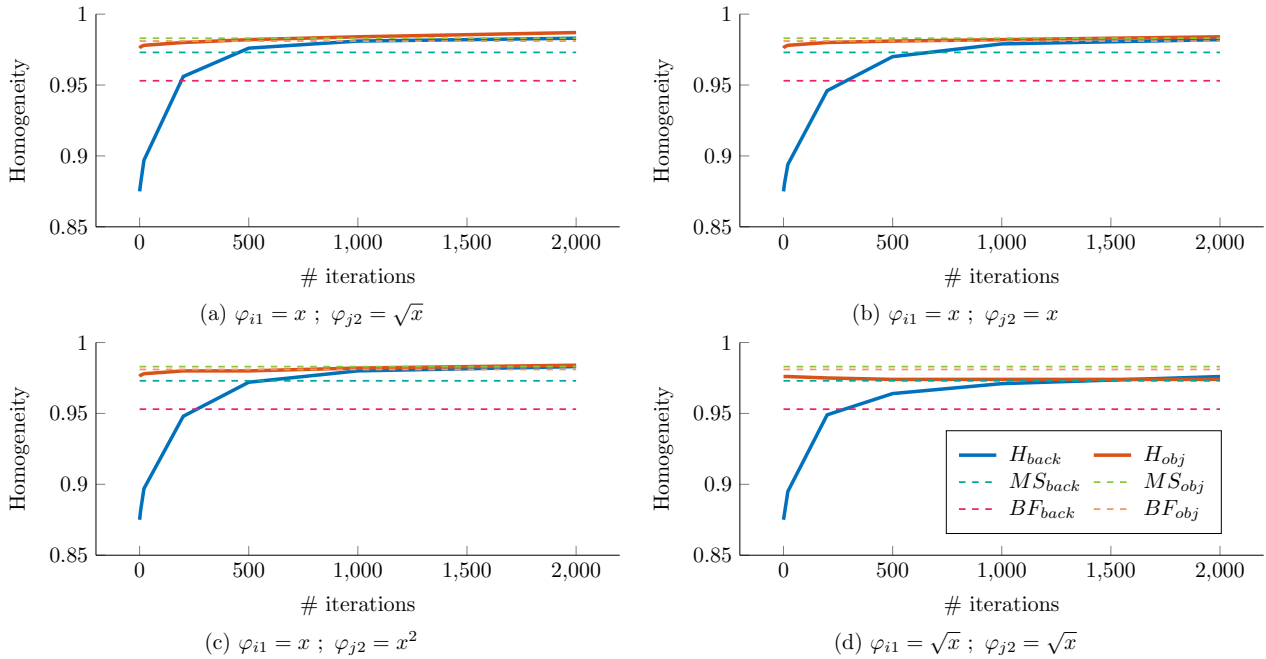 1
0.95
0.9
0.85
Homogeneity
0 500 1,000 1,500 2,000
# iterations
(a) φi1 = x ; φj2 = √x
1
0.95
0.9
0.85
Homogeneity
0 500 1,000 1,500 2,000
# iterations
(b) φi1 = x ; φj2 = x
1
0.95
0.9
0.85
Homogeneity
0 500 1,000 1,500 2,000
# iterations
(c) φi1 = x ; φj2 = x²
1
0.95
0.9
0.85
Homogeneity
Hback Hobj
MSback MSobj
BFback BFobj
0 500 1,000 1,500 2,000
# iterations
(d) φi1 = √x ; φj2 = √x